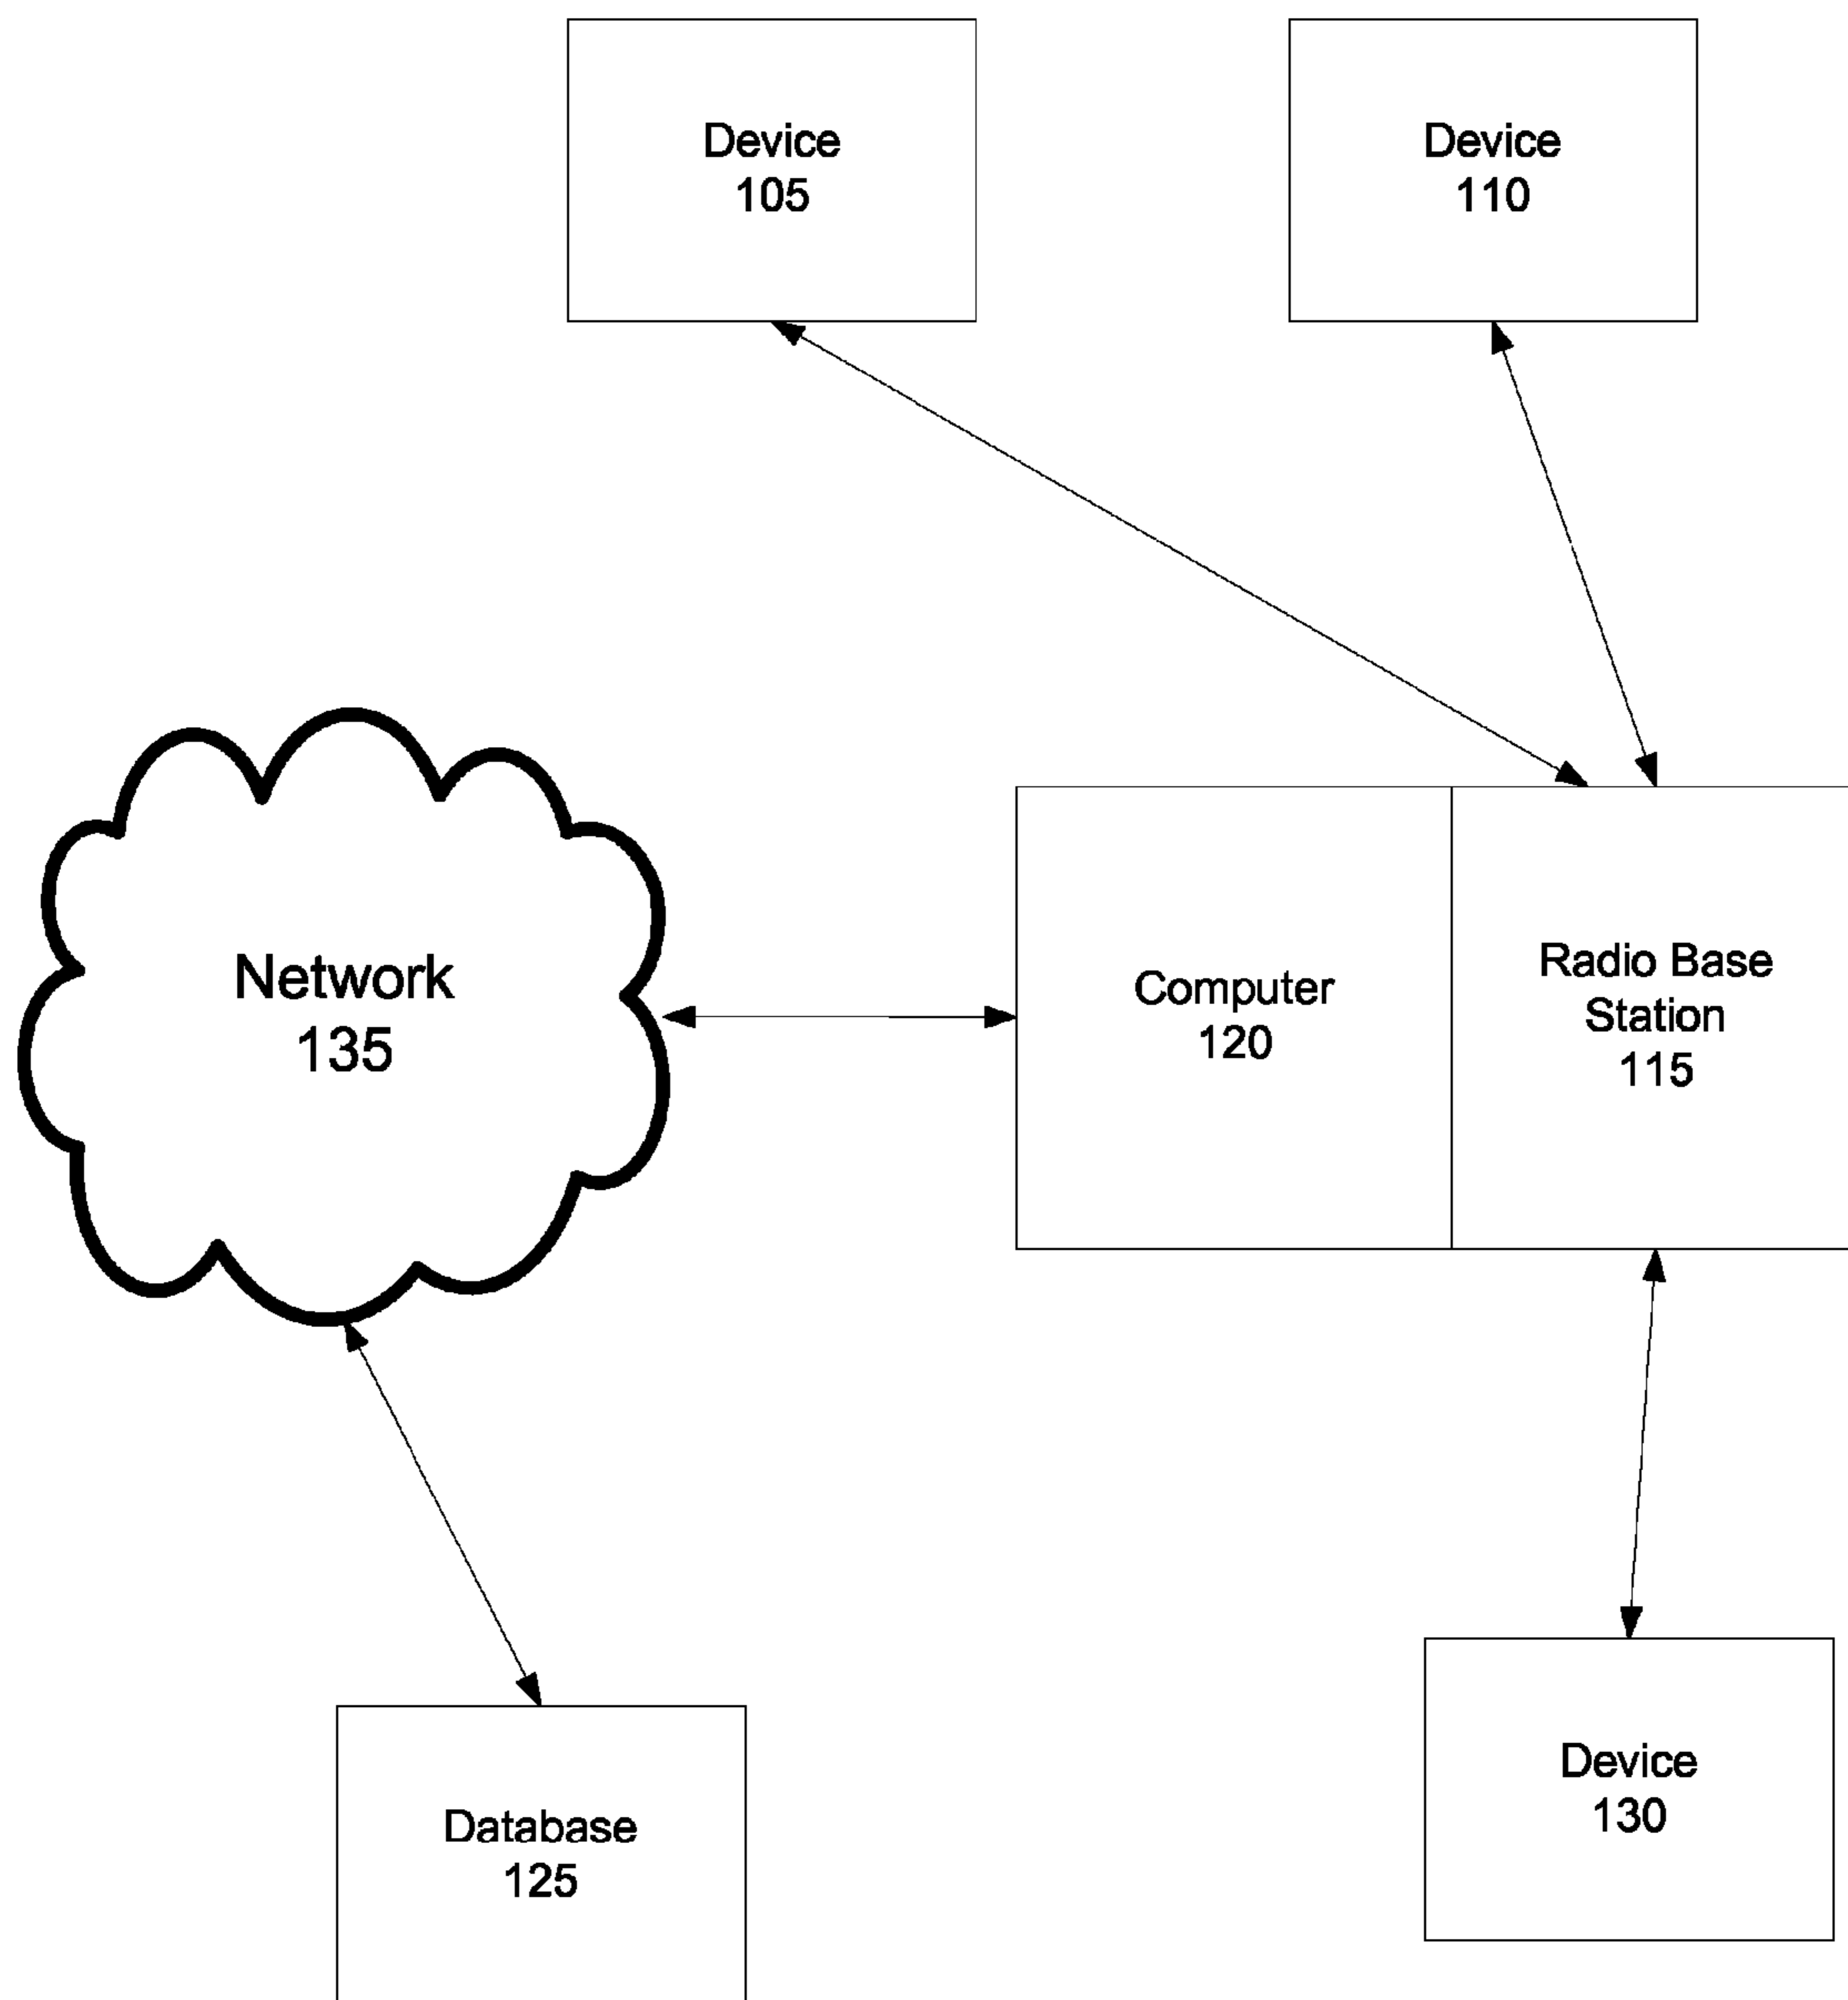 Device
105
Device
110
Network
135
Computer
120
Radio Base
Station
115
Database
125
Device
130